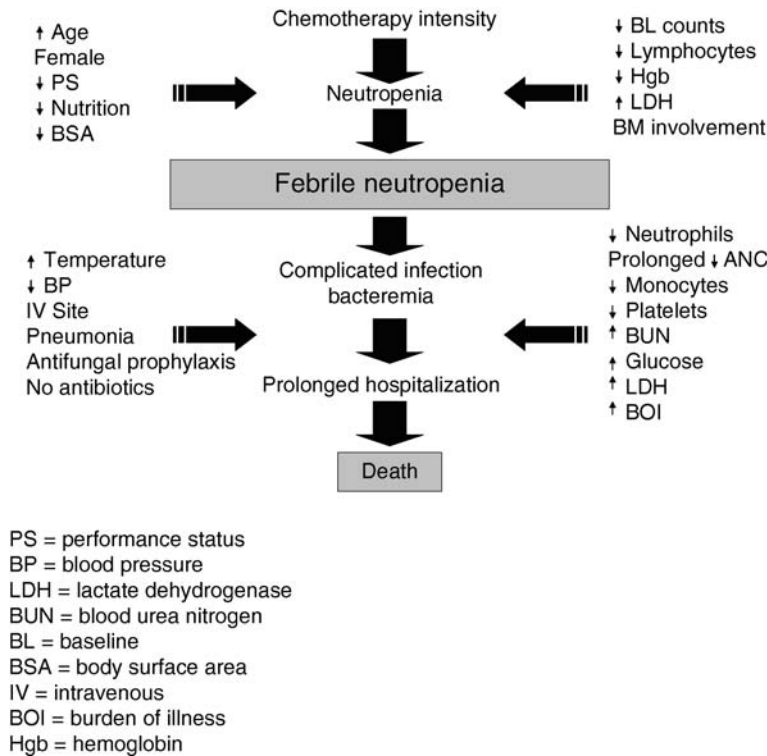 Chemotherapy intensity
↑ Age
Female
↓ PS
↓ Nutrition
↓ BSA
Neutropenia
↓ BL counts
↓ Lymphocytes
↓ Hgb
↑ LDH
BM involvement
Febrile neutropenia
↑ Temperature
↓ BP
IV Site
Pneumonia
Antifungal prophylaxis
No antibiotics
Complicated infection
bacteremia
Prolonged hospitalization
↓ Neutrophils
Prolonged ↓ ANC
↓ Monocytes
↓ Platelets
↑ BUN
↑ Glucose
↑ LDH
↑ BOI
Death
PS = performance status
BP = blood pressure
LDH = lactate dehydrogenase
BUN = blood urea nitrogen
BL = baseline
BSA = body surface area
IV = intravenous
BOI = burden of illness
Hgb = hemoglobin